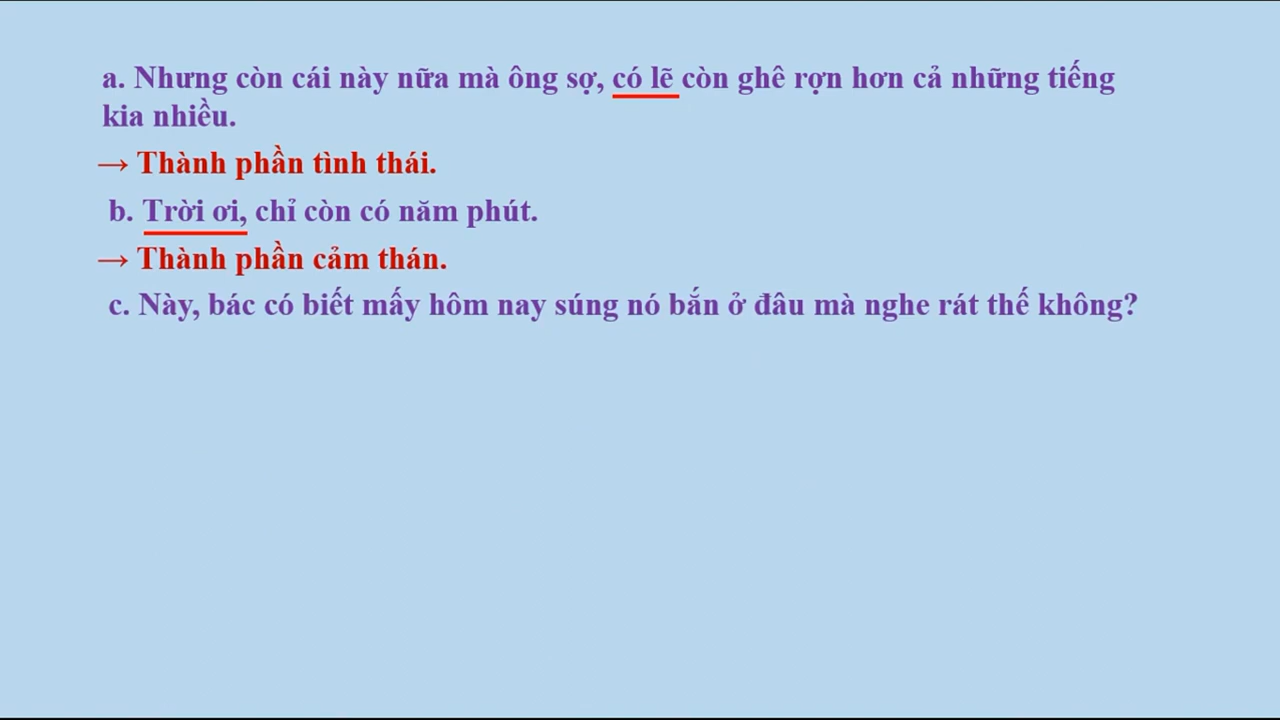 a. Nhưng còn cái này nữa mà ông sợ, có lẽ còn ghê rợn hơn cả những tiếng
kia nhiều.
→ Thành phần tình thái.
b. Trời ơi, chỉ còn có năm phút.
→ Thành phần cảm thán.
c. Này, bác có biết mấy hôm nay súng nó bắn ở đâu mà nghe rát thế không?